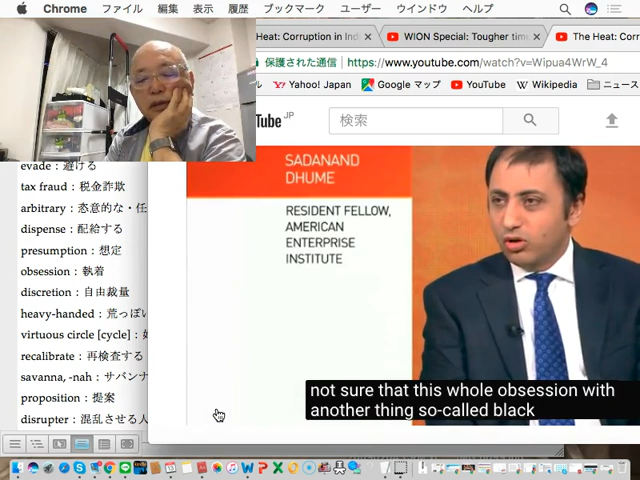 Chrome ファイル 編集 表示 履歴 ブックマーク ユーザー ウインドウ ヘルプ
Heat: Corruption in Ind
WION Special: Tougher time
The Heat: Corr
保護された通信 https://www.youtube.com/watch?v=Wipua4WrW_4
Yahoo! Japan Google マップ YouTube Wikipedia ニュース
Tube JP
検索
SADANAND
DHUME
RESIDENT FELLOW,
AMERICAN
ENTERPRISE
INSTITUTE
not sure that this whole obsession with
another thing so-called black
evade : 避ける
tax fraud : 税金詐欺
arbitrary : 恣意的な・任
dispense : 配給する
presumption : 想定
obsession : 執着
discretion : 自由裁量
heavy-handed : 荒っぽい
virtuous circle [cycle] :
recalibrate : 再検査する
savanna, -nah : サバンナ
proposition : 提案
disrupter : 混乱させる人